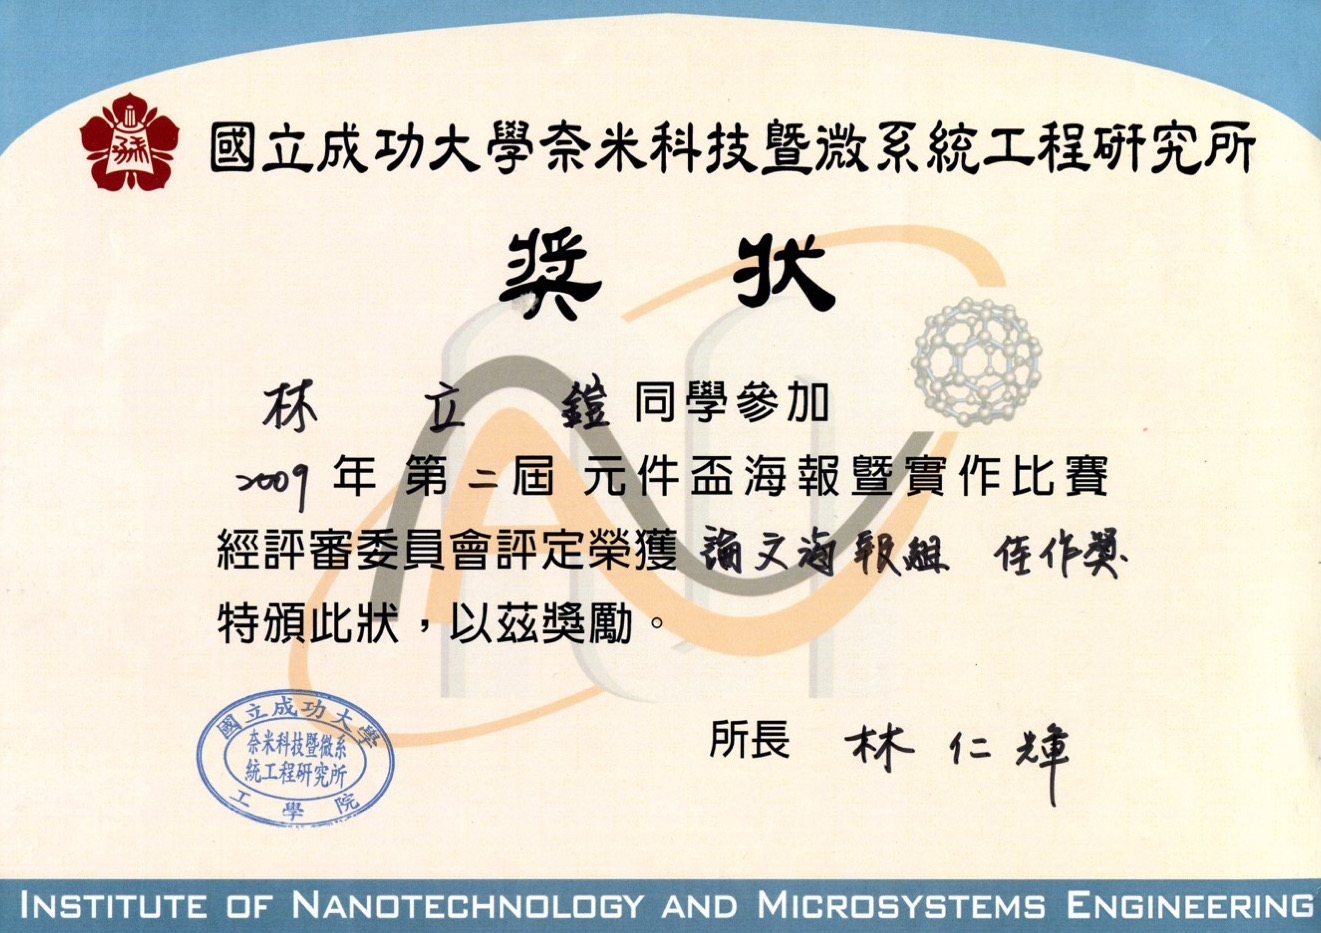 國立成功大學奈米科技暨微系統工程研究所
獎 狀
林 立 鎧 同學參加
2009 年 第 二 屆 元件盃海報暨實作比賽
經評審委員會評定榮獲 論文海報組 佳作獎
特頒此狀，以茲獎勵。
國立成功大學
奈米科技暨微系
統工程研究所
工學院
所長 林仁輝
INSTITUTE OF NANOTECHNOLOGY AND MICROSYSTEMS ENGINEERING